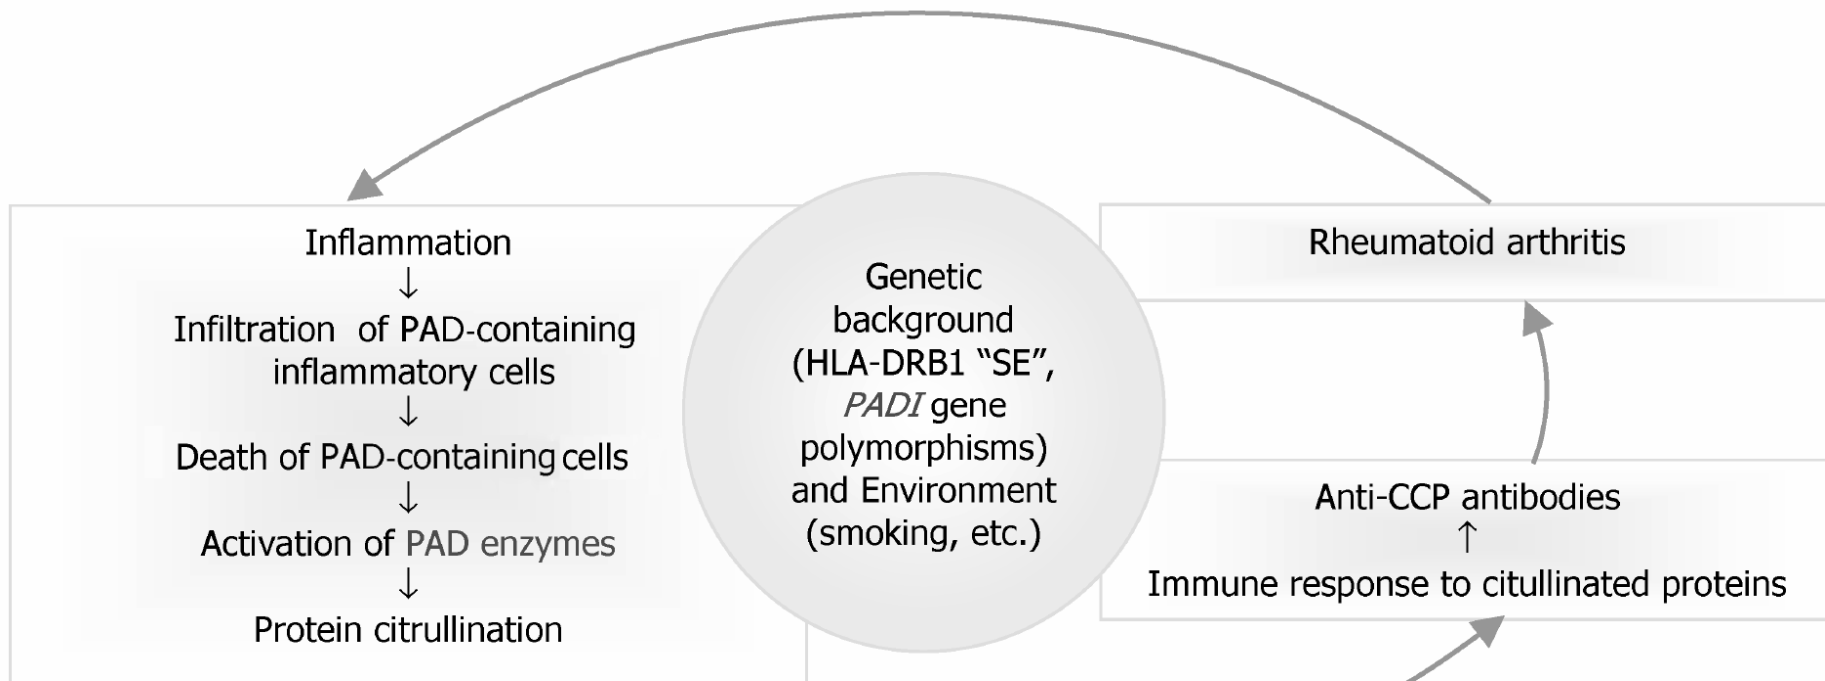 Inflammation
↓
Infiltration of PAD-containing
inflammatory cells
↓
Death of PAD-containing cells
↓
Activation of PAD enzymes
↓
Protein citrullination
Genetic
background
(HLA-DRB1 “SE”,
PADI gene
polymorphisms)
and Environment
(smoking, etc.)
Rheumatoid arthritis
Anti-CCP antibodies
↑
Immune response to citullinated proteins